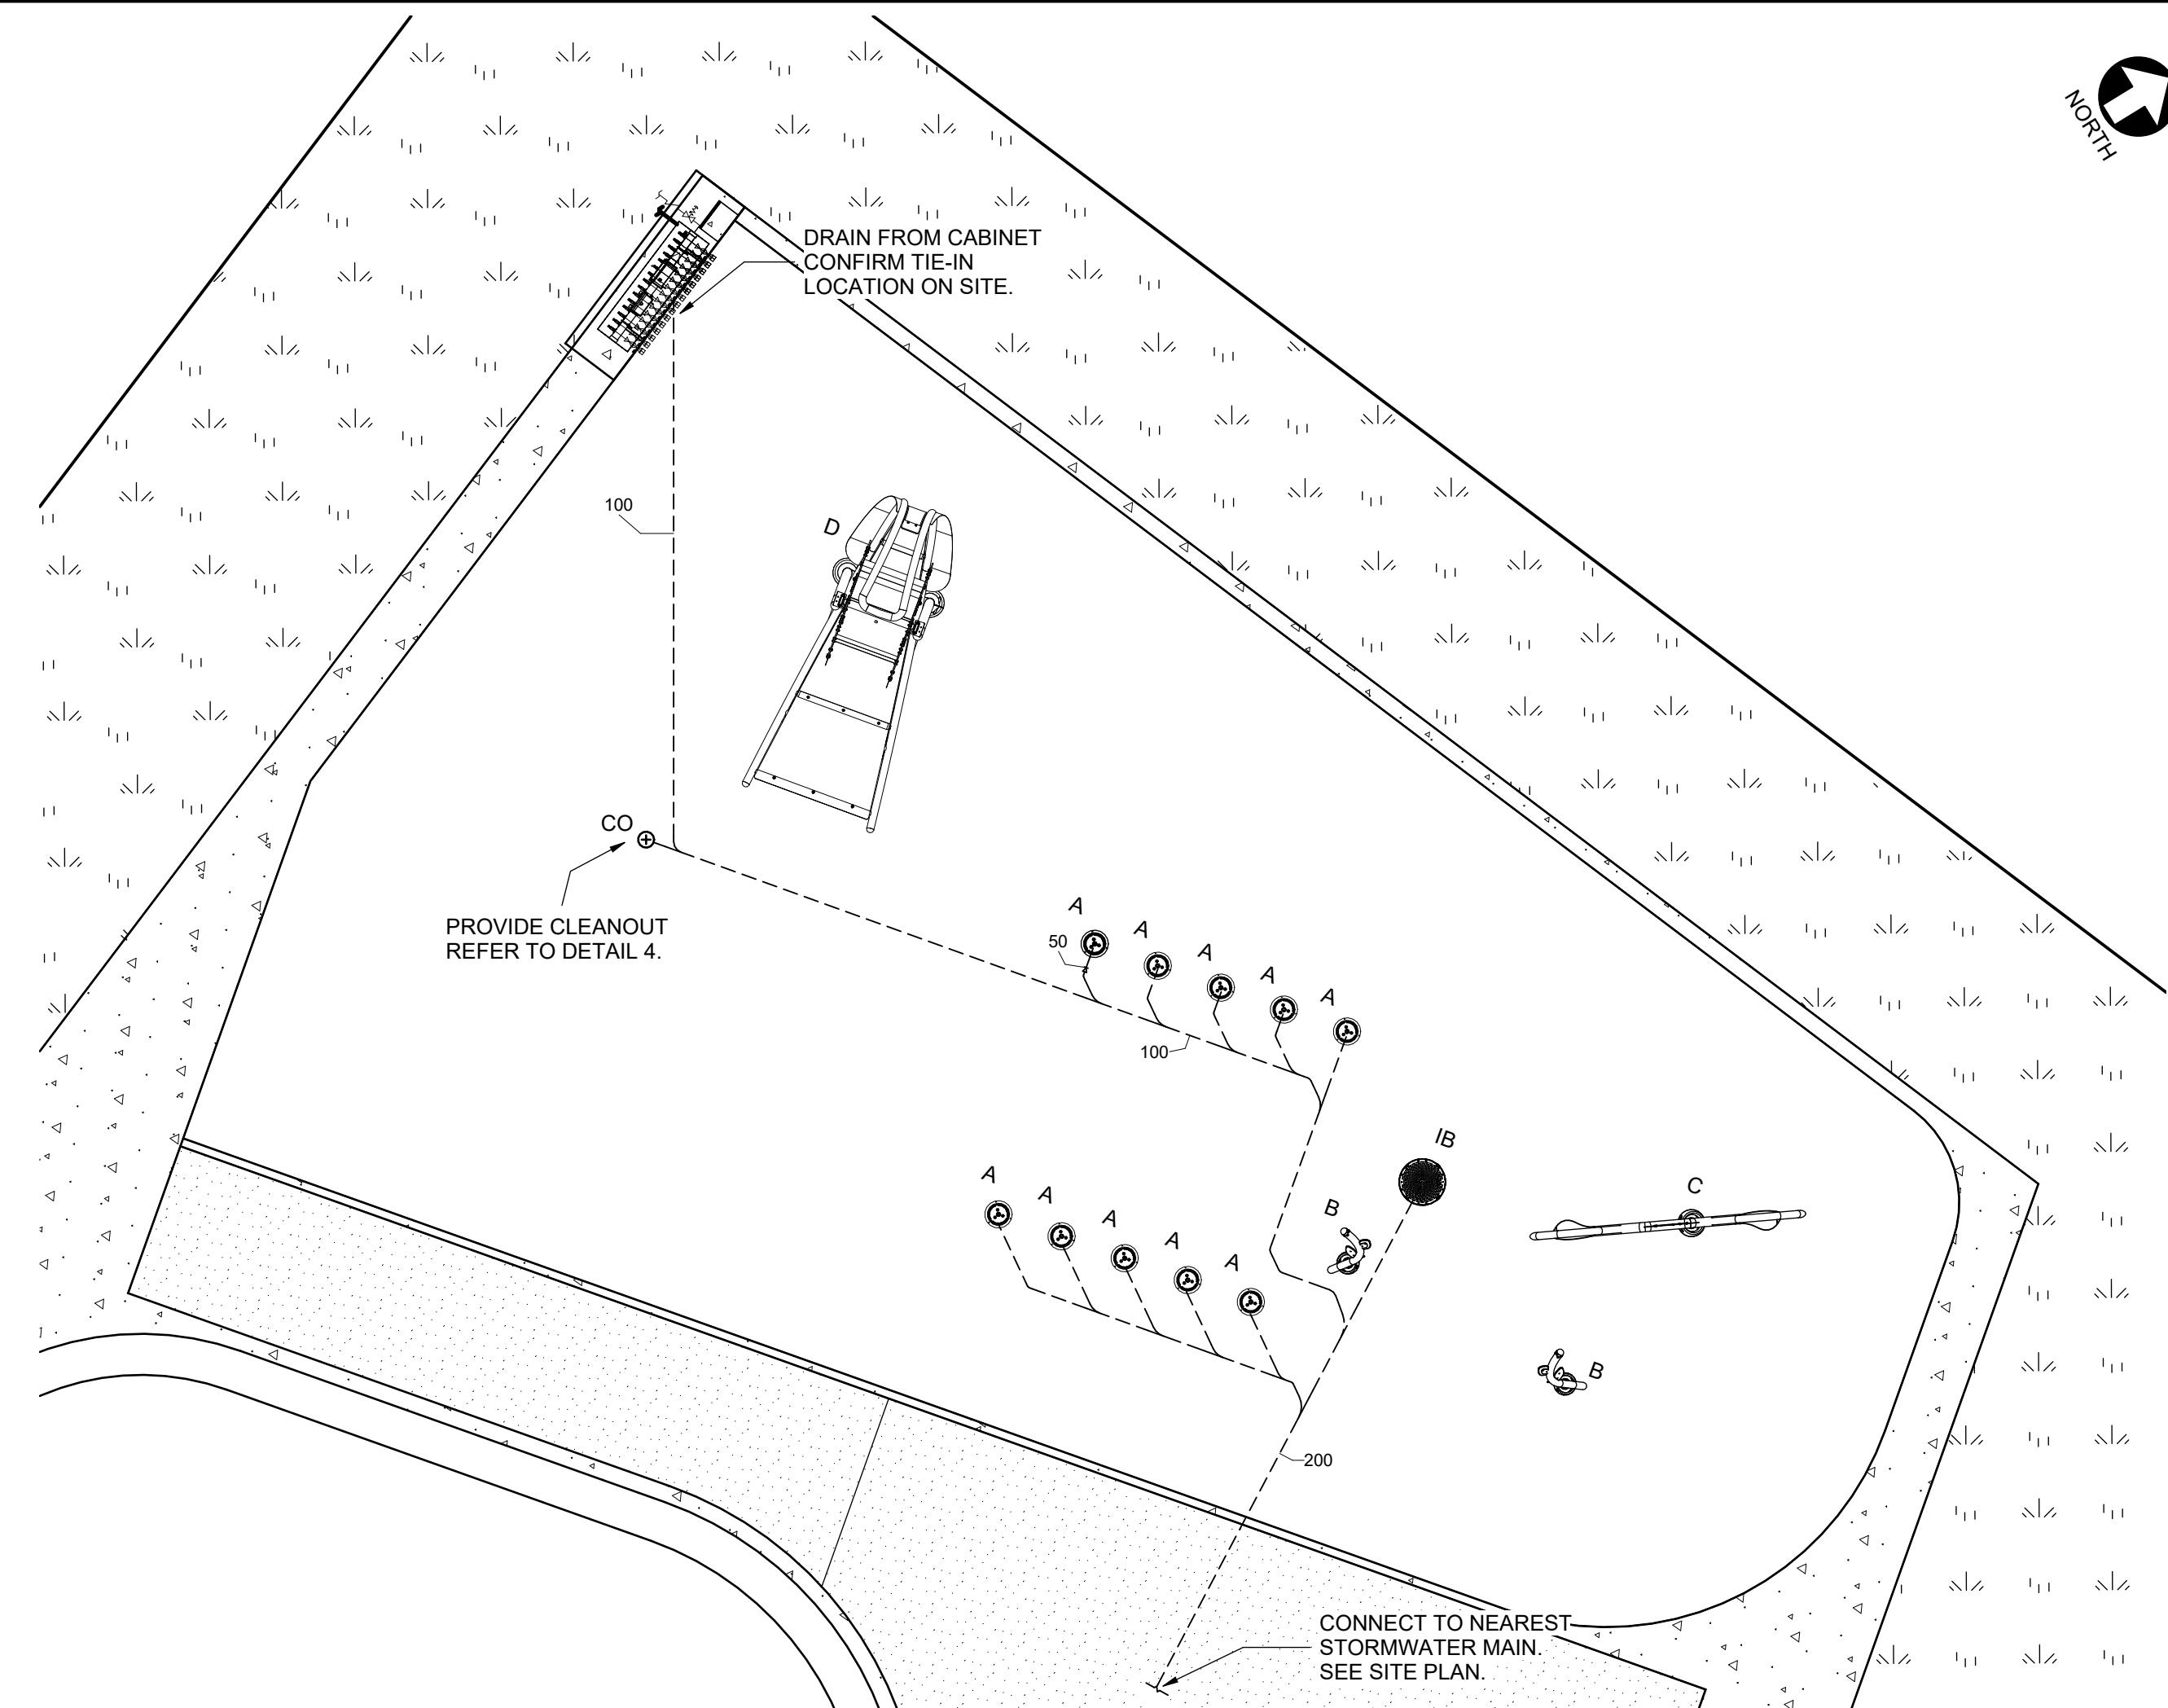 NORTH
DRAIN FROM CABINET
CONFIRM TIE-IN
LOCATION ON SITE.
100
D
CO
PROVIDE CLEANOUT
REFER TO DETAIL 4.
A
A
A
A
A
50
100
IB
A
A
A
A
A
B
C
B
200
CONNECT TO NEAREST
STORMWATER MAIN.
SEE SITE PLAN.